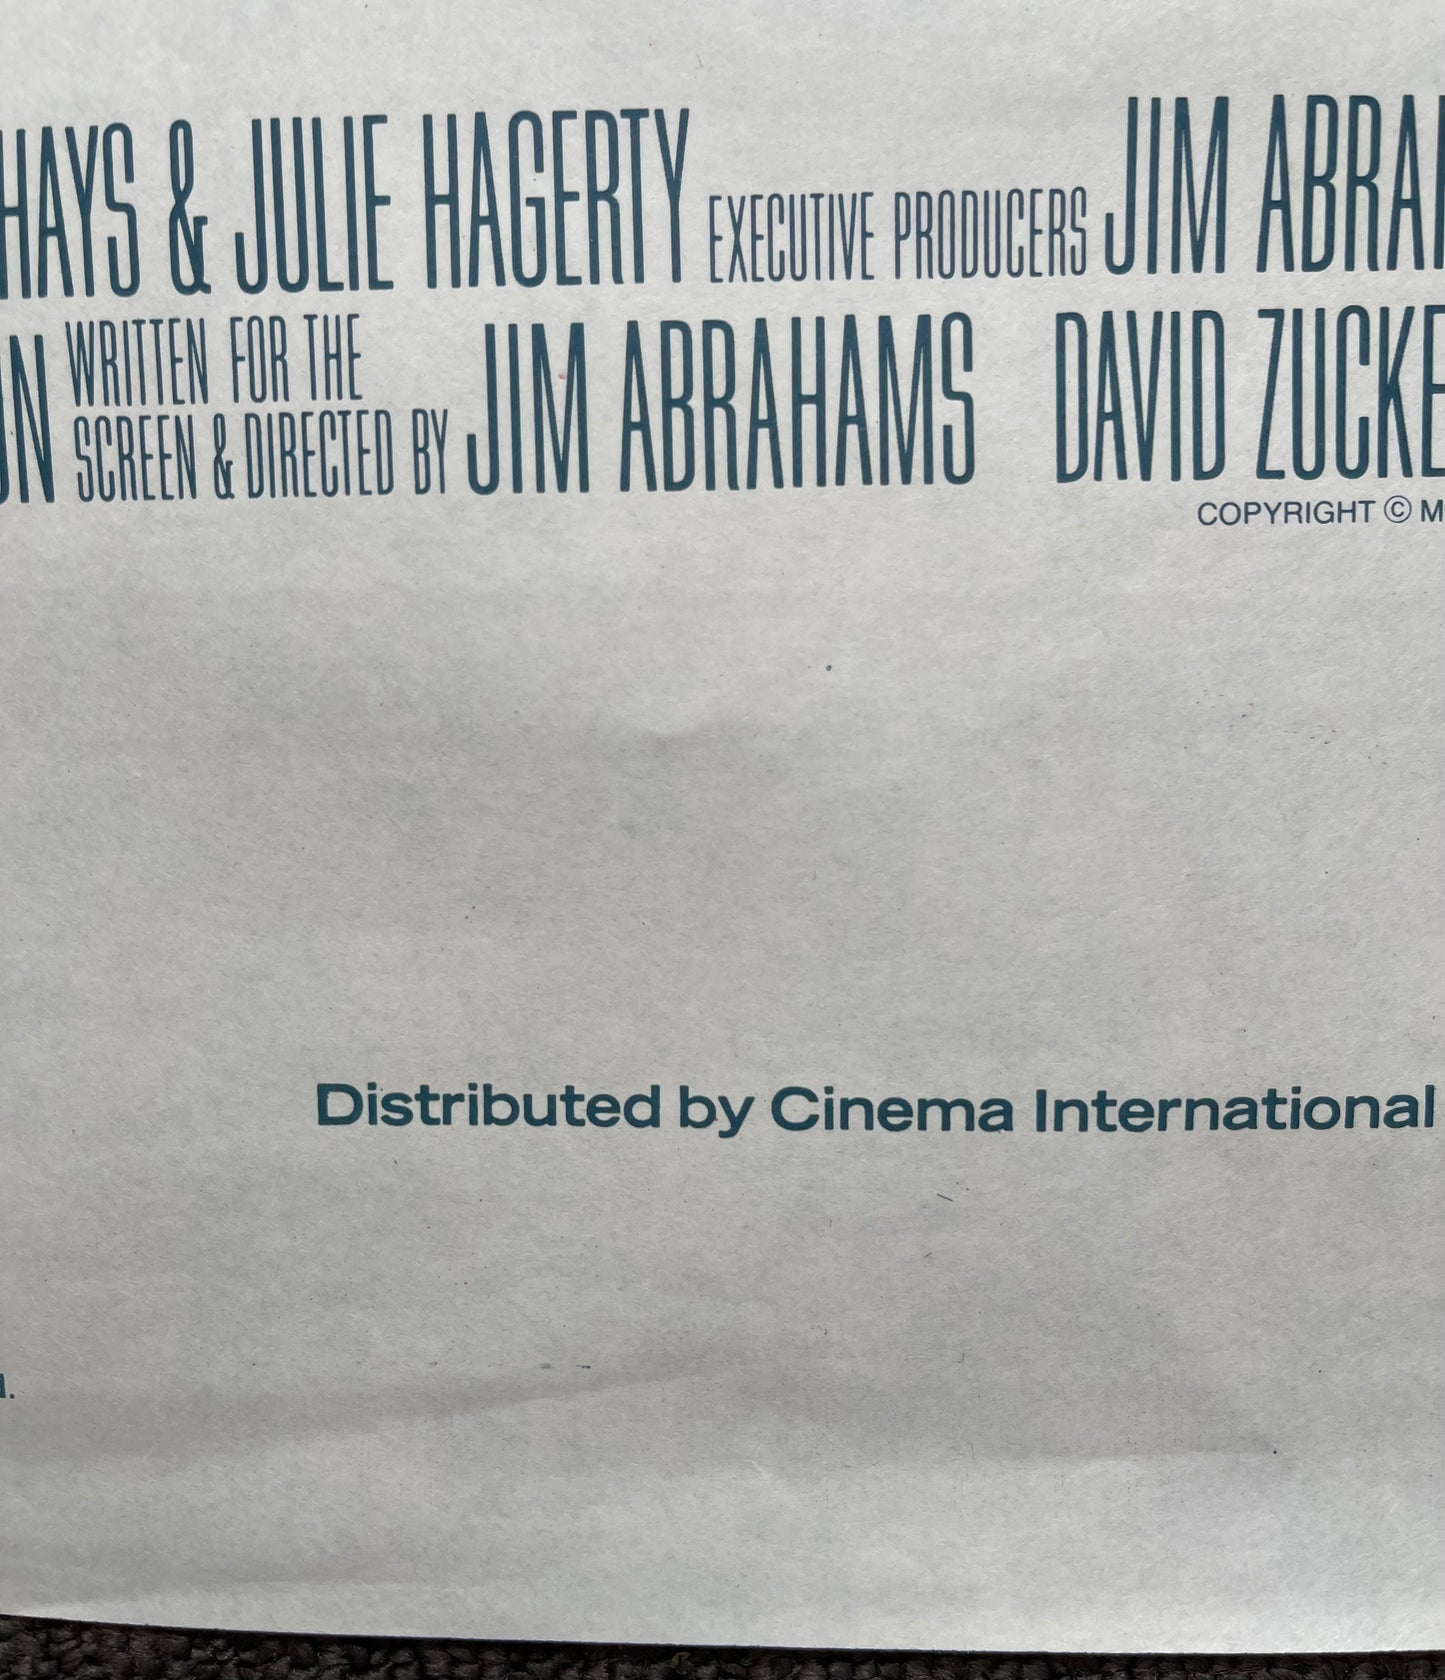 HAYS & JULIE HAGERTY EXECUTIVE PRODUCERS JIM ABRA
WRITTEN FOR THE
SCREEN & DIRECTED BY JIM ABRAHAMS DAVID ZUCKE
COPYRIGHT © M
Distributed by Cinema International